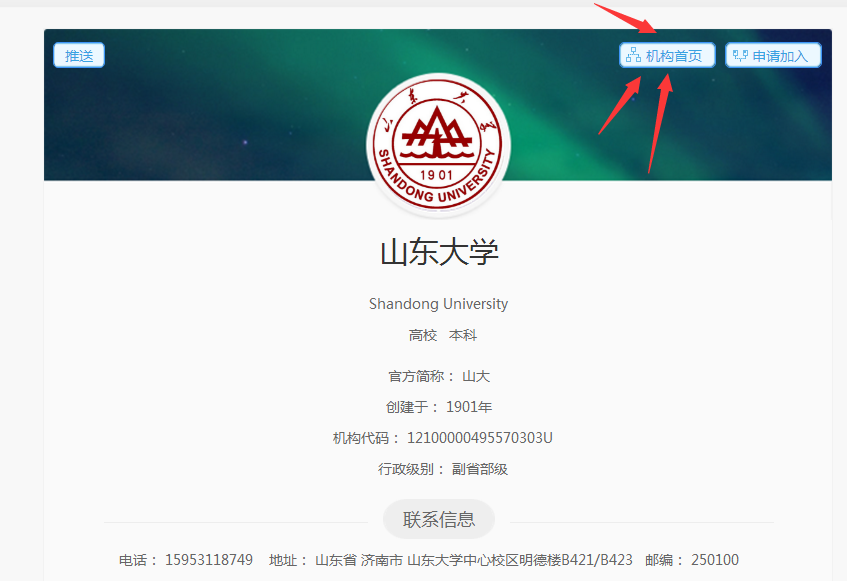 推送
机构首页
申请加入
山东大学
SHANDONG UNIVERSITY
1901
山东大学
Shandong University
高校 本科
官方简称： 山大
创建于： 1901年
机构代码： 12100000495570303U
行政级别： 副省部级
联系信息
电话： 15953118749 地址： 山东省 济南市 山东大学中心校区明德楼B421/B423 邮编： 250100